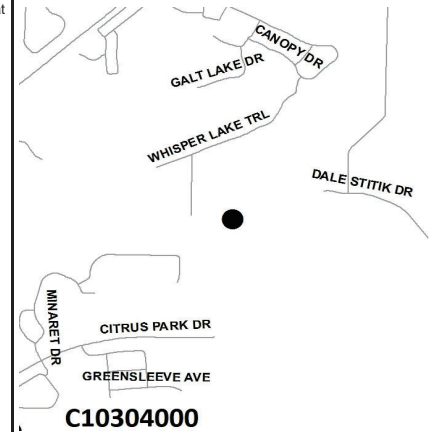 nt
CANOPY DR
GALT LAKE DR
WHISPER LAKE TRL
DALE STITIK DR
MINARET DR
CITRUS PARK DR
GREENSLEEVE AVE
C10304000